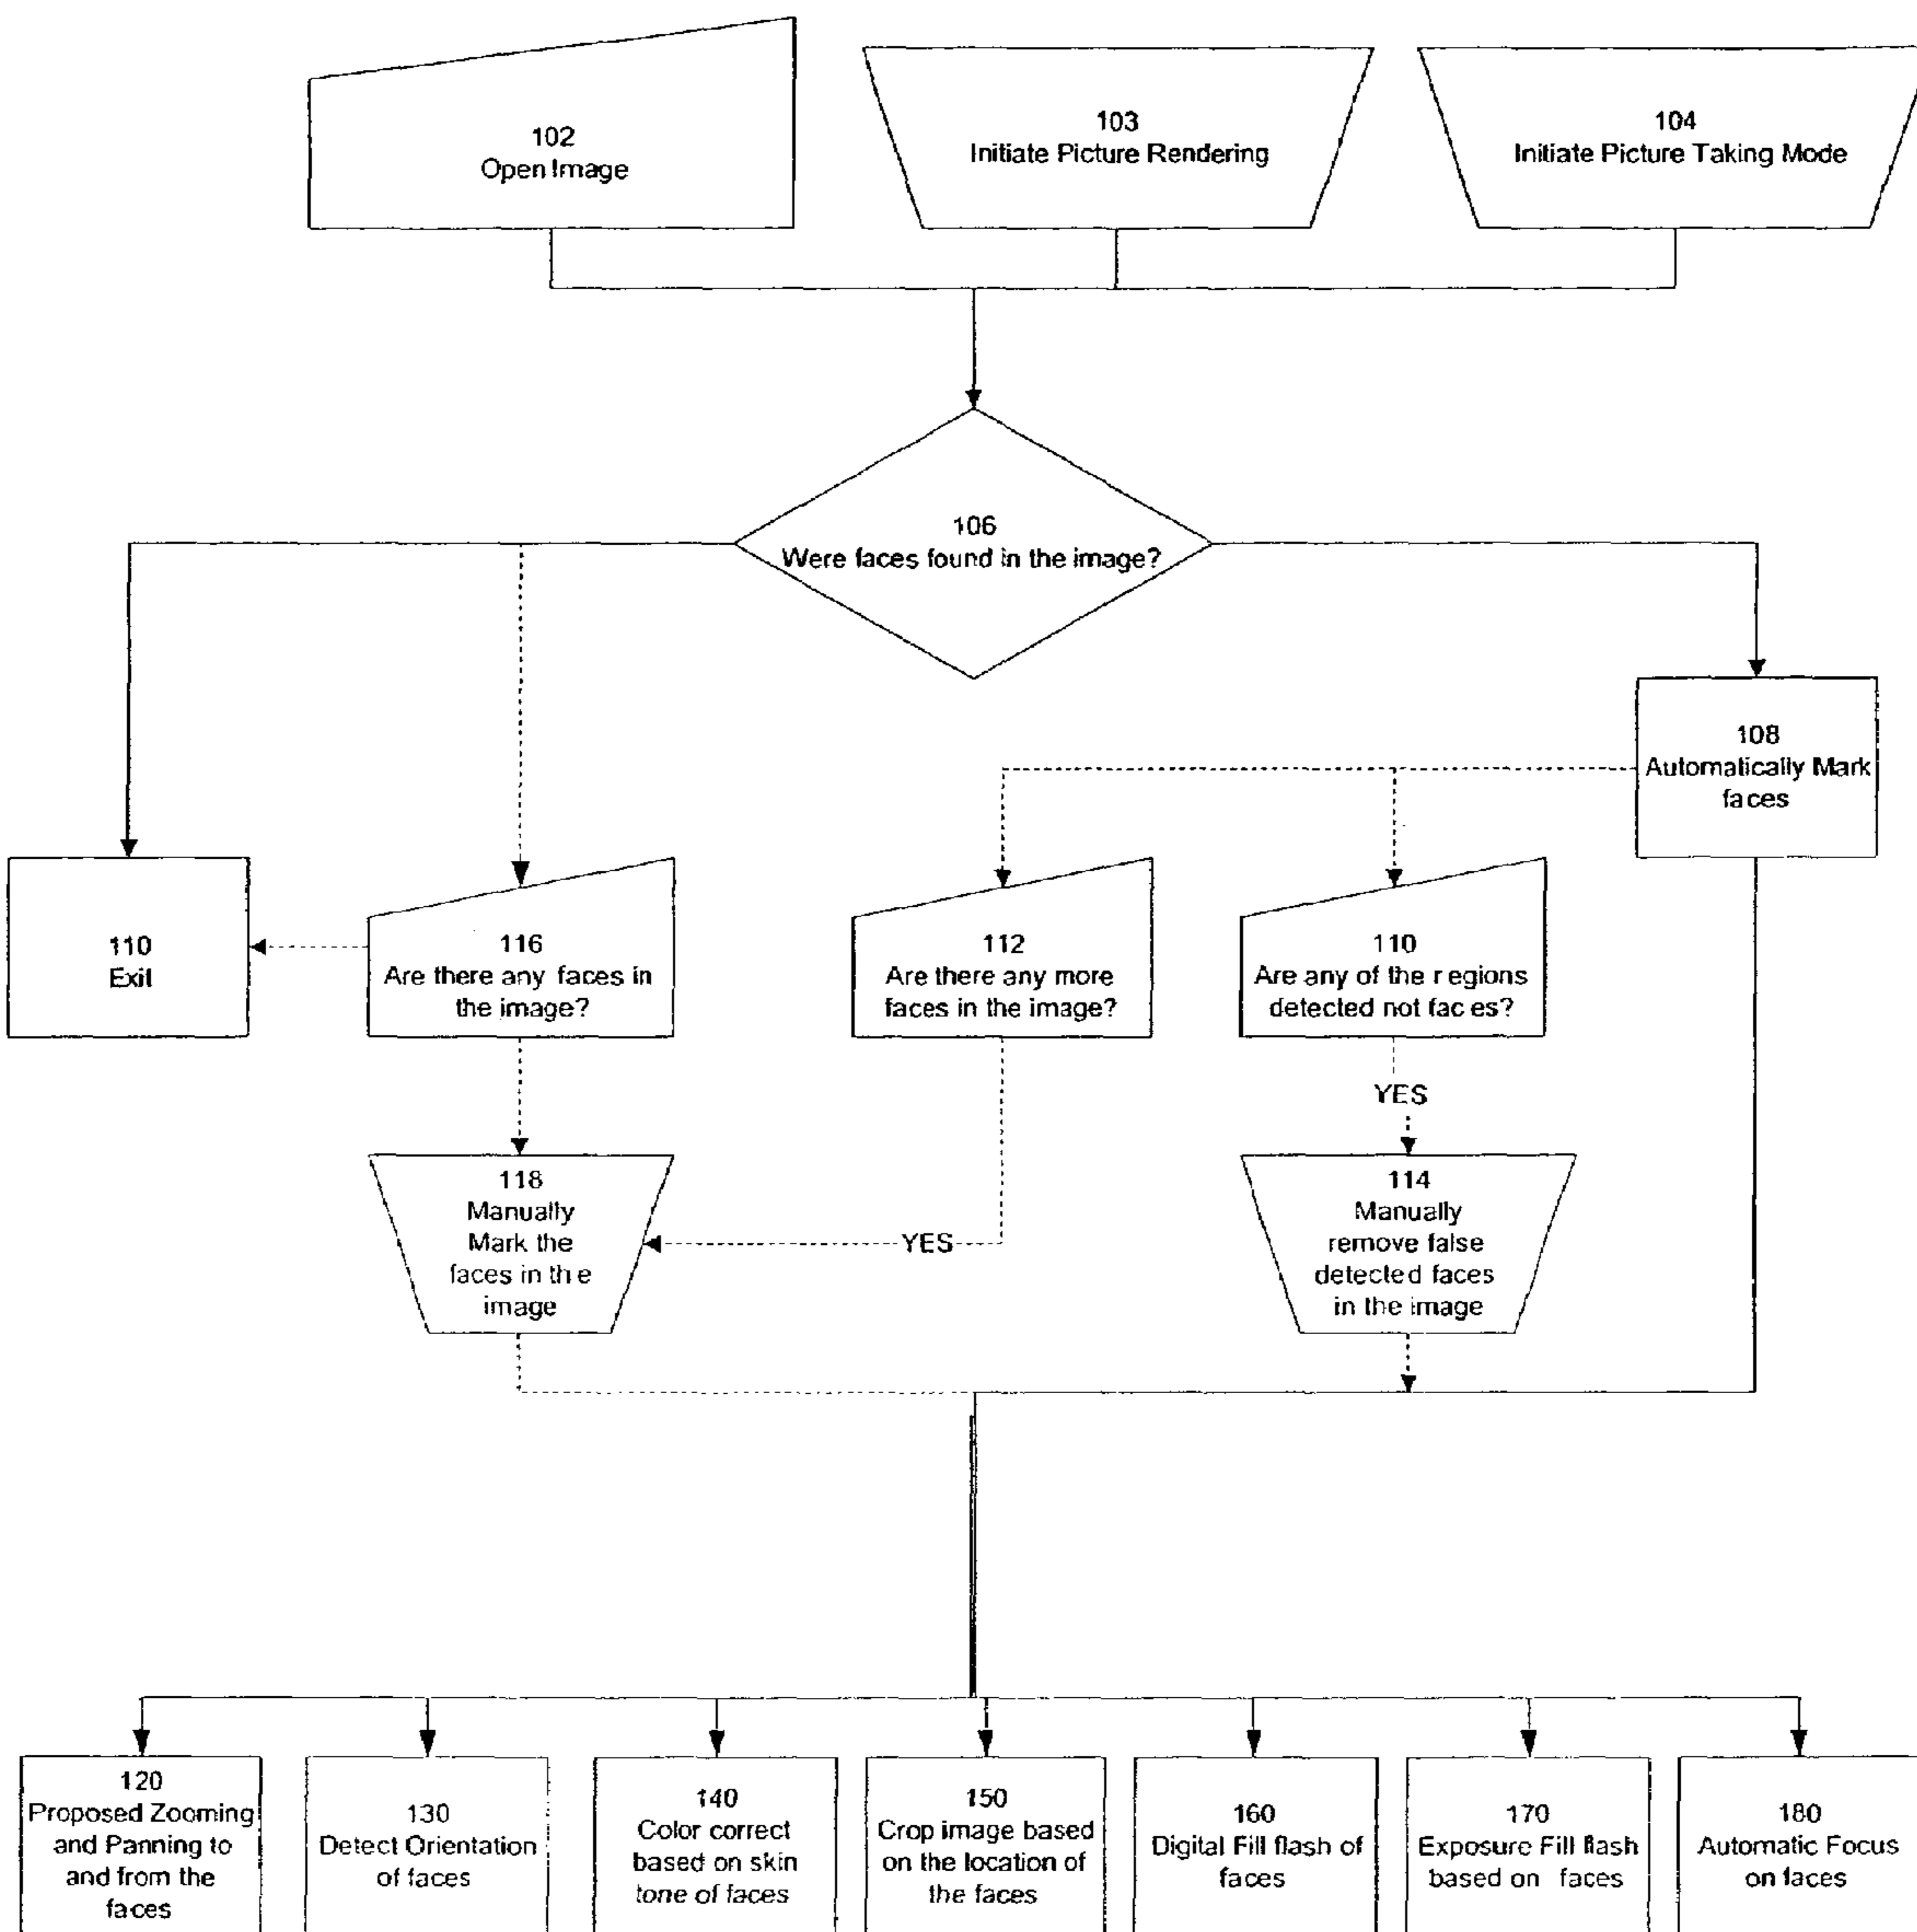 102
Open Image
103
Initiate Picture Rendering
104
Initiate Picture Taking Mode
106
Were faces found in the image?
108
Automatically Mark
faces
110
Exit
116
Are there any faces in
the image?
112
Are there any more
faces in the image?
110
Are any of the regions
detected not faces?
YES
118
Manually
Mark the
faces in the
image
YES
114
Manually
remove false
detected faces
in the image
120
Proposed Zooming
and Panning to
and from the
faces
130
Detect Orientation
of faces
140
Color correct
based on skin
tone of faces
150
Crop image based
on the location of
the faces
160
Digital Fill flash of
faces
170
Exposure Fill flash
based on faces
180
Automatic Focus
on faces